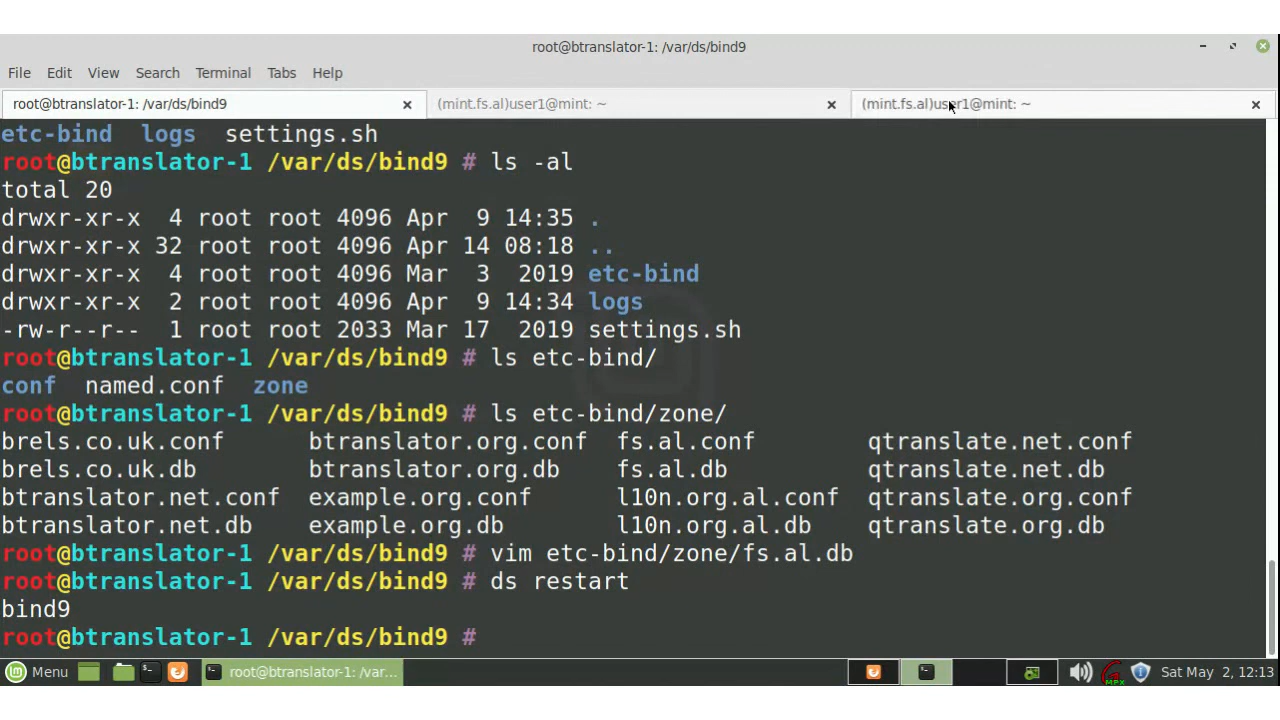 root@btranslator-1: /var/ds/bind9
File Edit View Search Terminal Tabs Help
root@btranslator-1: /var/ds/bind9 (mint.fs.al)user1@mint: ~ (mint.fs.al)user1@mint: ~
etc-bind logs settings.sh
root@btranslator-1 /var/ds/bind9 # ls -al
total 20
drwxr-xr-x 4 root root 4096 Apr 9 14:35 .
drwxr-xr-x 32 root root 4096 Apr 14 08:18 ..
drwxr-xr-x 4 root root 4096 Mar 3 2019 etc-bind
drwxr-xr-x 2 root root 4096 Apr 9 14:34 logs
-rw-r--r-- 1 root root 2033 Mar 17 2019 settings.sh
root@btranslator-1 /var/ds/bind9 # ls etc-bind/
conf named.conf zone
root@btranslator-1 /var/ds/bind9 # ls etc-bind/zone/
brels.co.uk.conf btranslator.org.conf fs.al.conf qtranslate.net.conf
brels.co.uk.db btranslator.org.db fs.al.db qtranslate.net.db
btranslator.net.conf example.org.conf l10n.org.al.conf qtranslate.org.conf
btranslator.net.db example.org.db l10n.org.al.db qtranslate.org.db
root@btranslator-1 /var/ds/bind9 # vim etc-bind/zone/fs.al.db
root@btranslator-1 /var/ds/bind9 # ds restart
bind9
root@btranslator-1 /var/ds/bind9 #
Menu root@btranslator-1: /var... MPX Sat May 2, 12:13